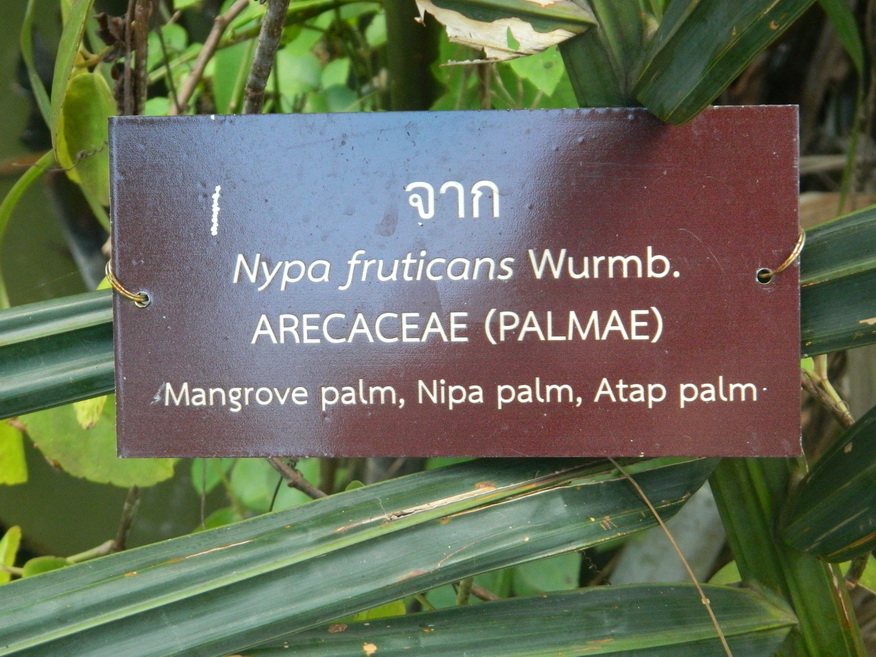 จาก
Nypa fruticans Wurmb.
ARECACEAE (PALMAE)
Mangrove palm, Nipa palm, Atap palm